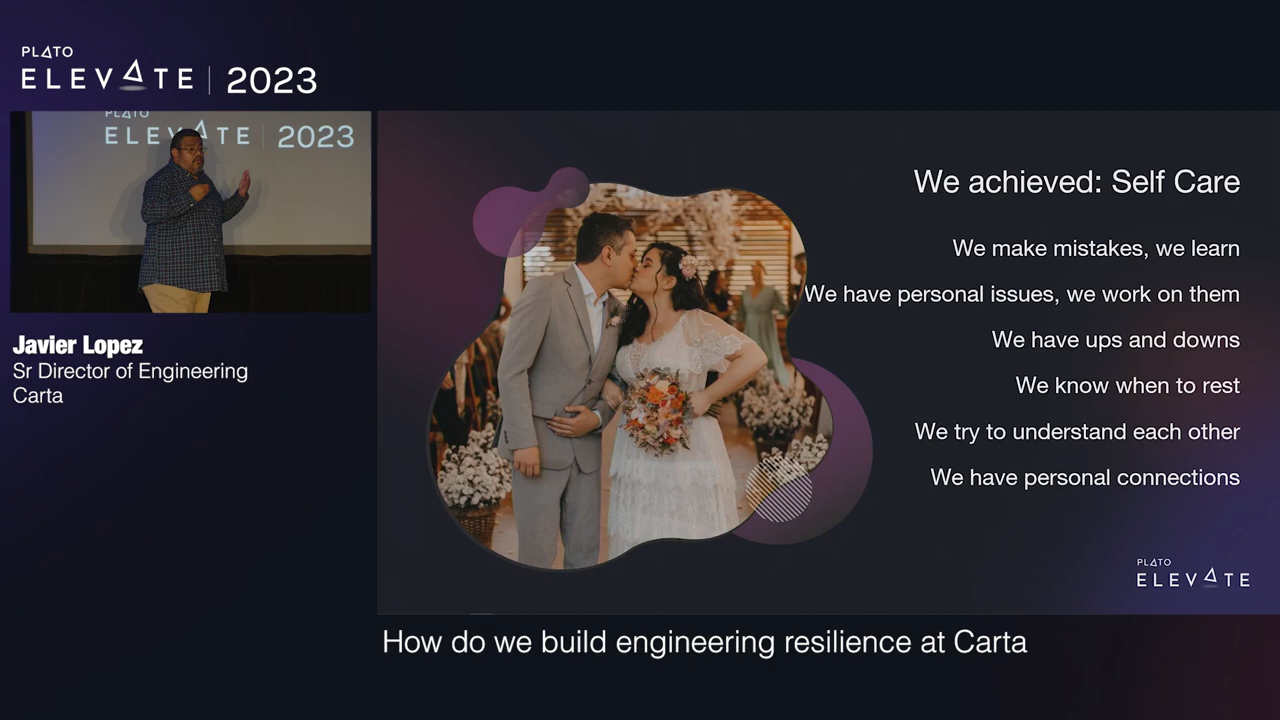 PLATO
ELEVATE | 2023
PLATO
ELEVATE | 2023
Javier Lopez
Sr Director of Engineering
Carta
We achieved: Self Care
We make mistakes, we learn
We have personal issues, we work on them
We have ups and downs
We know when to rest
We try to understand each other
We have personal connections
PLATO
ELEVATE
How do we build engineering resilience at Carta